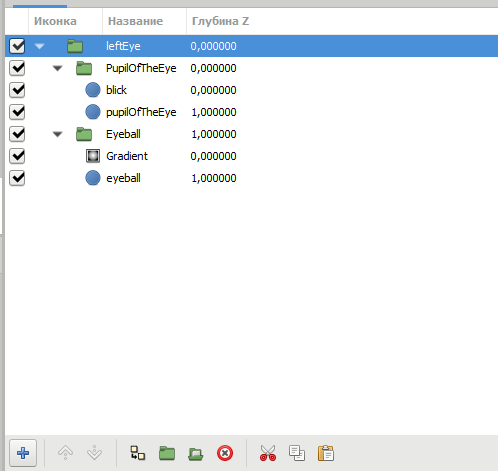 Иконка Название Глубина Z
leftEye 0,000000
PupilOfTheEye 0,000000
blick 0,000000
pupilOfTheEye 1,000000
Eyeball 1,000000
Gradient 0,000000
eyeball 1,000000